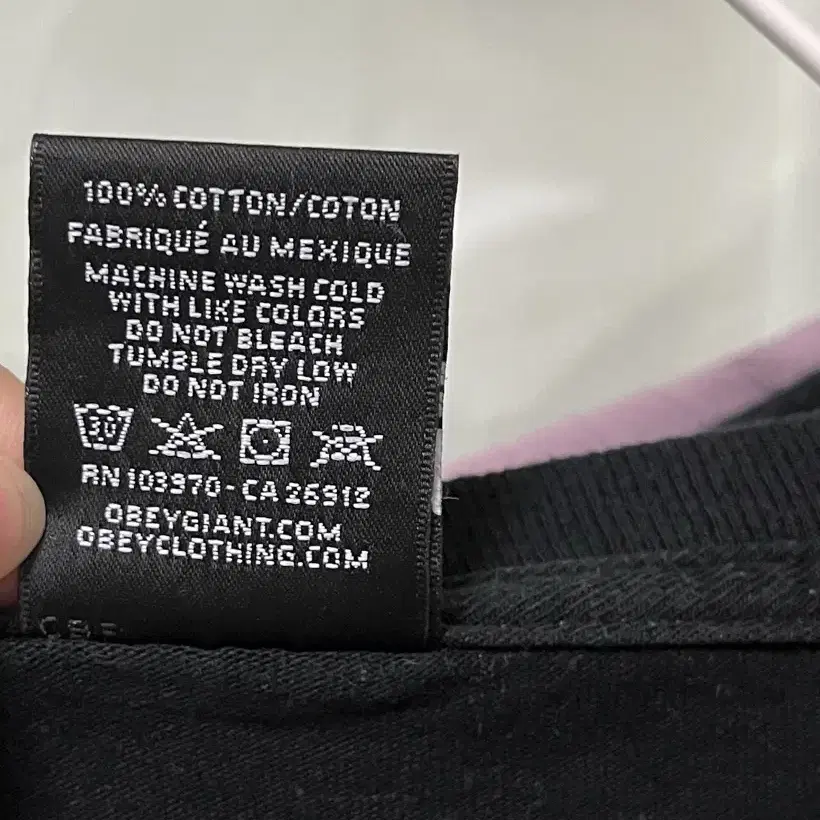 100% COTTON/COTON
FABRIQUÉ AU MEXIQUE
MACHINE WASH COLD
WITH LIKE COLORS
DO NOT BLEACH
TUMBLE DRY LOW
DO NOT IRON
30
RN 103970-CA 26912
OBEYGIANT.COM
OBEYCLOTHING.COM